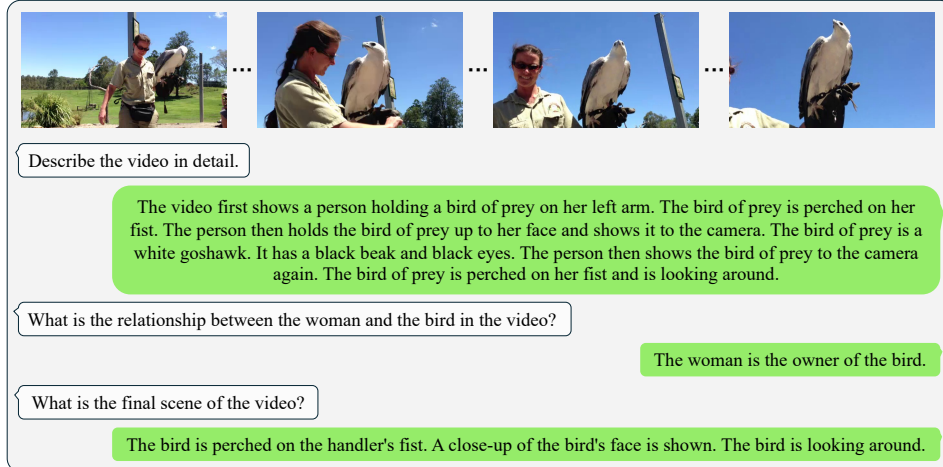 ... ... ...
Describe the video in detail.
The video first shows a person holding a bird of prey on her left arm. The bird of prey is perched on her
fist. The person then holds the bird of prey up to her face and shows it to the camera. The bird of prey is a
white goshawk. It has a black beak and black eyes. The person then shows the bird of prey to the camera
again. The bird of prey is perched on her fist and is looking around.
What is the relationship between the woman and the bird in the video?
The woman is the owner of the bird.
What is the final scene of the video?
The bird is perched on the handler's fist. A close-up of the bird's face is shown. The bird is looking around.